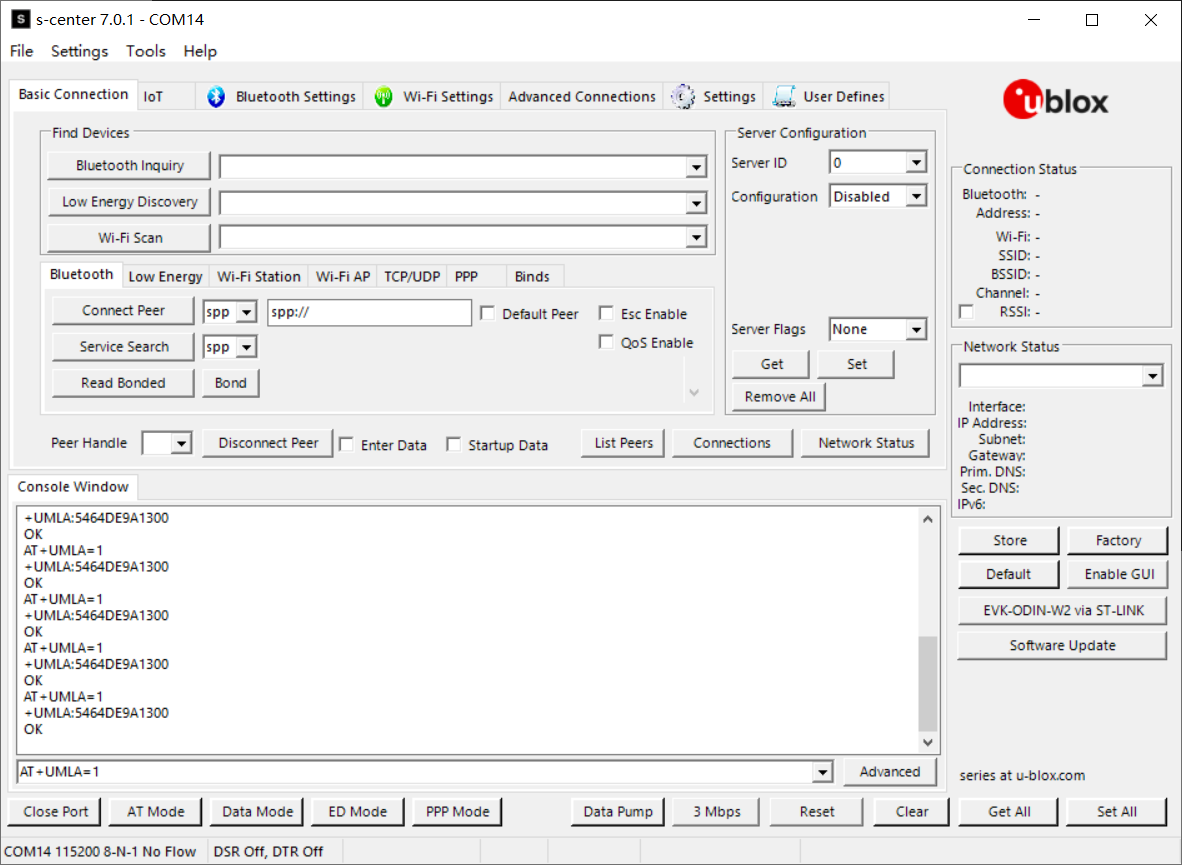 s-center 7.0.1 - COM14
File Settings Tools Help
Basic Connection IoT Bluetooth Settings Wi-Fi Settings Advanced Connections Settings User Defines
ublox
Find Devices
Bluetooth Inquiry
Low Energy Discovery
Wi-Fi Scan
Server Configuration
Server ID 0
Configuration Disabled
Server Flags None
Get Set
Remove All
Bluetooth Low Energy Wi-Fi Station Wi-Fi AP TCP/UDP PPP Binds
Connect Peer spp spp:// Default Peer Esc Enable
Service Search spp QoS Enable
Read Bonded Bond
Peer Handle Disconnect Peer Enter Data Startup Data List Peers Connections Network Status
Connection Status
Bluetooth: -
Address: -
Wi-Fi: -
SSID: -
BSSID: -
Channel: -
RSSI: -
Network Status
Interface:
IP Address:
Subnet:
Gateway:
Prim. DNS:
Sec. DNS:
IPv6:
Store Factory
Default Enable GUI
EVK-ODIN-W2 via ST-LINK
Software Update
series at u-blox.com
Console Window
+UMLA:5464DE9A1300
OK
AT+UMLA=1
+UMLA:5464DE9A1300
OK
AT+UMLA=1
+UMLA:5464DE9A1300
OK
AT+UMLA=1
+UMLA:5464DE9A1300
OK
AT+UMLA=1
+UMLA:5464DE9A1300
OK
AT+UMLA=1 Advanced
Close Port AT Mode Data Mode ED Mode PPP Mode Data Pump 3 Mbps Reset Clear Get All Set All
COM14 115200 8-N-1 No Flow DSR Off, DTR Off